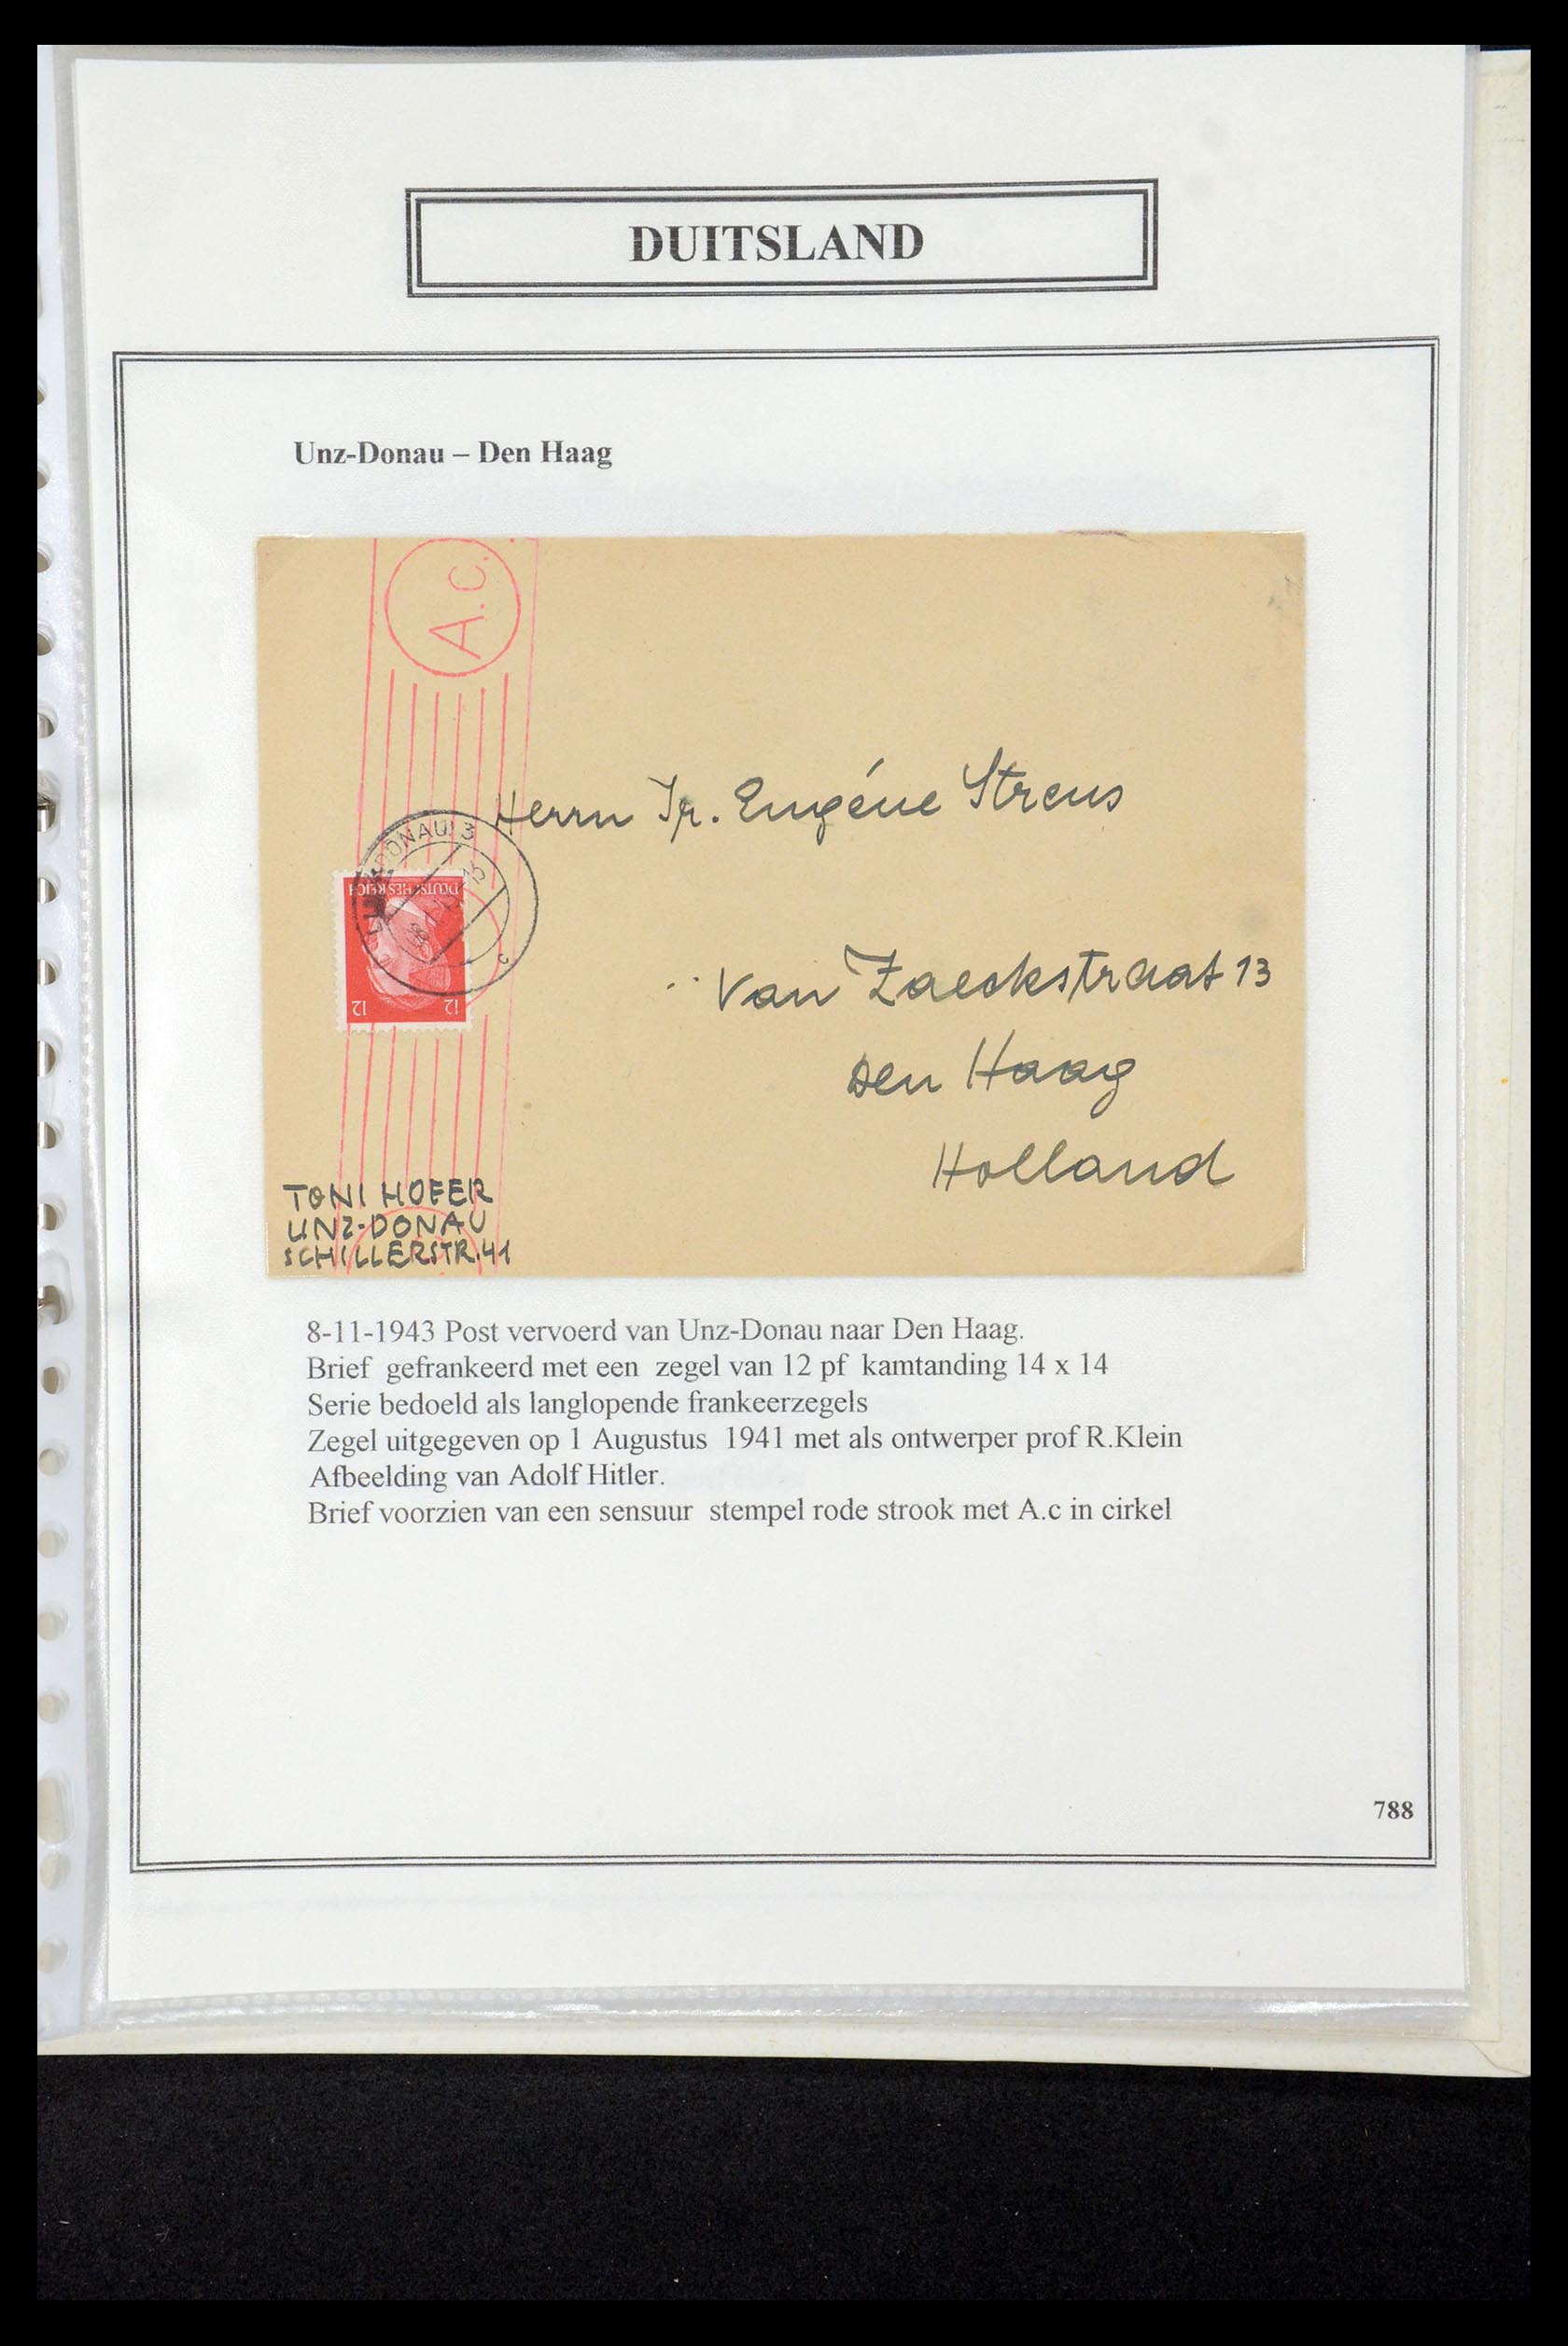 DUITSLAND
Unz-Donau – Den Haag
A.c.
DONAU 3
c
DEUTSCHES REICH
12 12
Herrn Ir. Eugéne Streus
Van Zaeckstraat 13
Den Haag
Holland
TONI HOFER
LINZ-DONAU
SCHILLERSTR. 41
8-11-1943 Post vervoerd van Unz-Donau naar Den Haag.
Brief gefrankeerd met een zegel van 12 pf kamtanding 14 x 14
Serie bedoeld als langlopende frankeerzegels
Zegel uitgegeven op 1 Augustus 1941 met als ontwerper prof R.Klein
Afbeelding van Adolf Hitler.
Brief voorzien van een sensuur stempel rode strook met A.c in cirkel
788